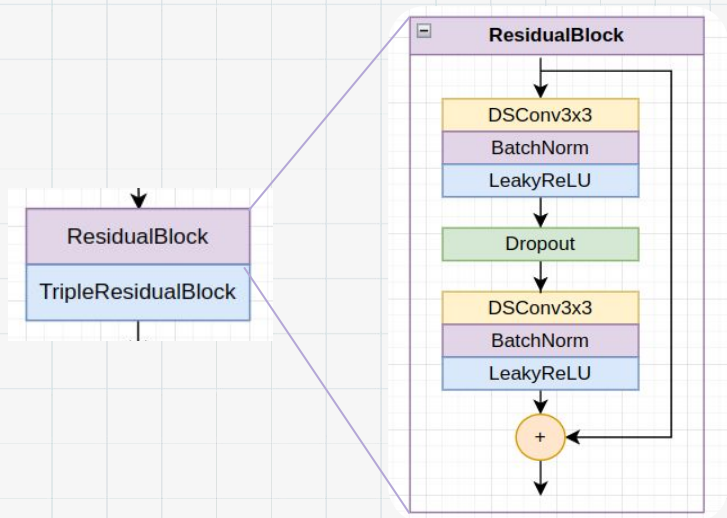 ResidualBlock
TripleResidualBlock
ResidualBlock
DSConv3x3
BatchNorm
LeakyReLU
Dropout
DSConv3x3
BatchNorm
LeakyReLU
+